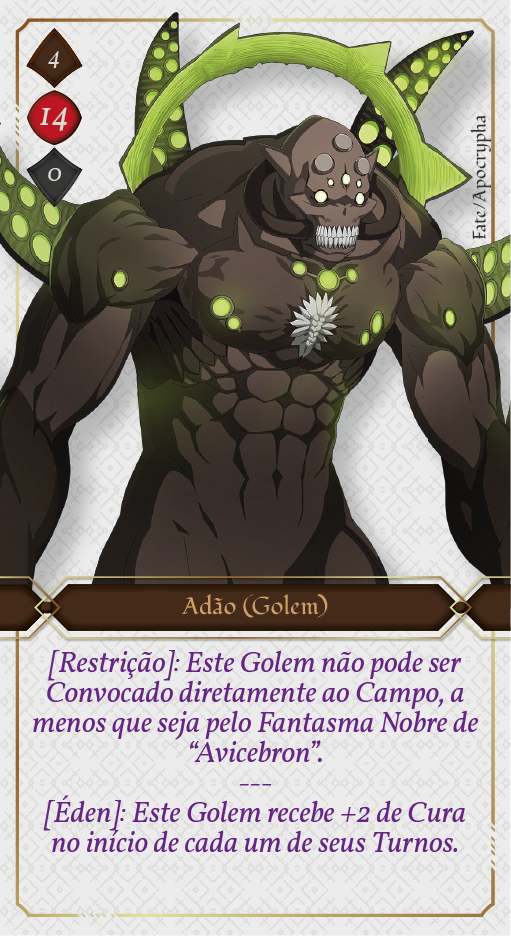 4
14
0
Fate/Apocrypha
Adão (Golem)
[Restrição]: Este Golem não pode ser
Convocado diretamente ao Campo, a
menos que seja pelo Fantasma Nobre de
“Avicebron”.
---
[Éden]: Este Golem recebe +2 de Cura
no início de cada um de seus Turnos.